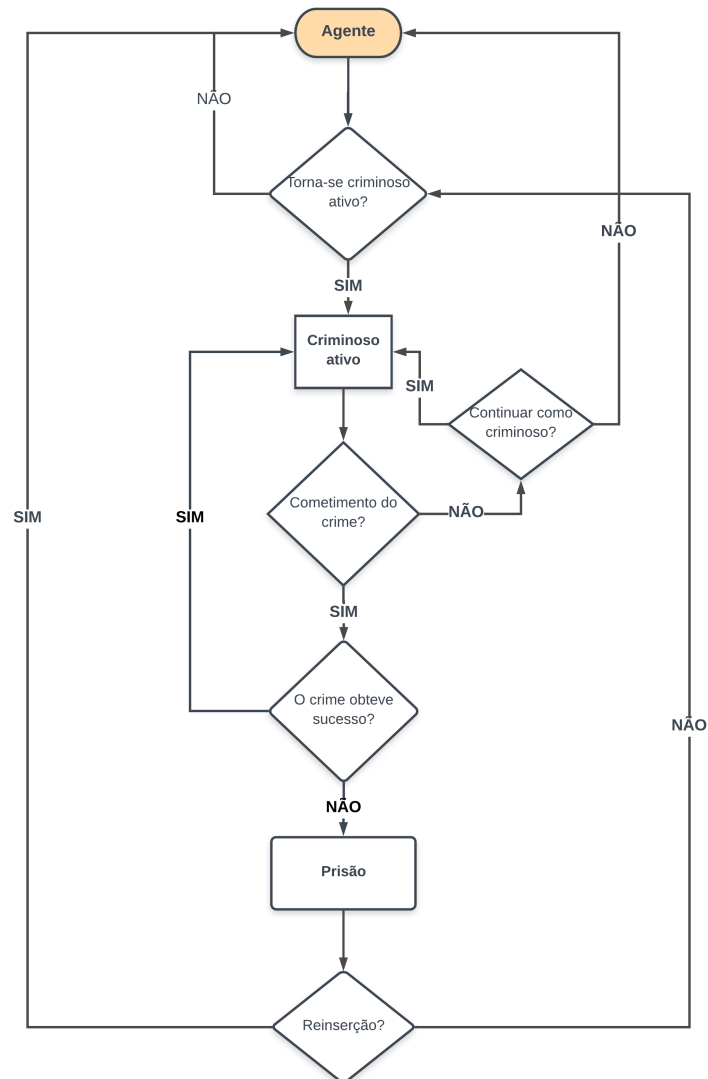 Agente
NÃO
Torna-se criminoso
ativo?
NÃO
SIM
Criminoso
ativo
SIM
Continuar como
criminoso?
Cometimento do
crime?
NÃO
SIM
SIM
SIM
O crime obteve
sucesso?
NÃO
NÃO
Prisão
Reinserção?